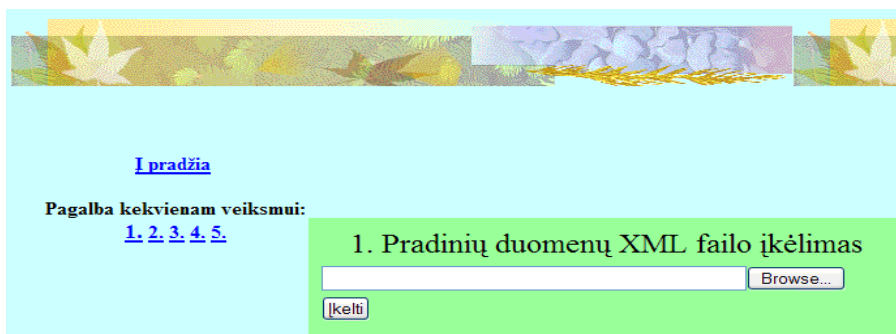 Į pradžia
Pagalba kekvienam veiksmui:
1. 2. 3. 4. 5.
1. Pradinių duomenų XML failo įkėlimas
Browse...
Įkelti